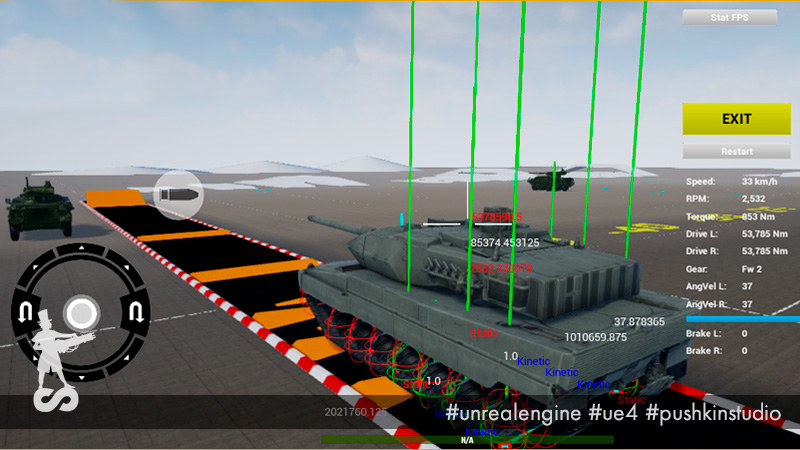 Stat FPS
EXIT
Restart
Speed: 33 km/h
RPM: 2,532
Torque: 853 Nm
Drive L: 53,785 Nm
Drive R: 53,785 Nm
Gear: Fw 2
AngVel L: 37
AngVel R: 37
Brake L: 0
Brake R: 0
85374.453125
37.878365
1010659.875
Static
1.0
Kinetic
Kinetic
Kinetic
1.0
Static
Static
2021760.125
#unrealengine #ue4 #pushkinstudio
N/A